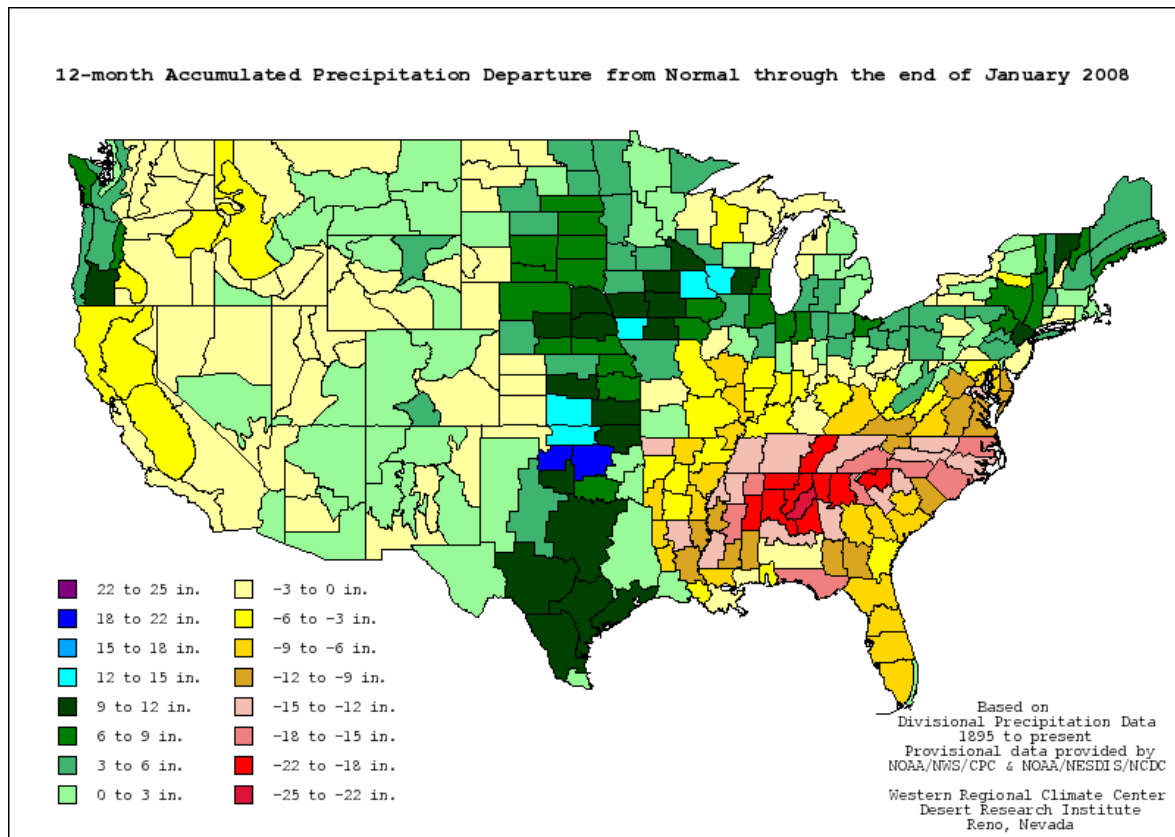 12-month Accumulated Precipitation Departure from Normal through the end of January 2008
22 to 25 in.
18 to 22 in.
15 to 18 in.
12 to 15 in.
9 to 12 in.
6 to 9 in.
3 to 6 in.
0 to 3 in.
-3 to 0 in.
-6 to -3 in.
-9 to -6 in.
-12 to -9 in.
-15 to -12 in.
-18 to -15 in.
-22 to -18 in.
-25 to -22 in.
Based on
Divisional Precipitation Data
1895 to present
Provisional data provided by
NOAA/NWS/CPC & NOAA/NESDIS/NCDC
Western Regional Climate Center
Desert Research Institute
Reno, Nevada